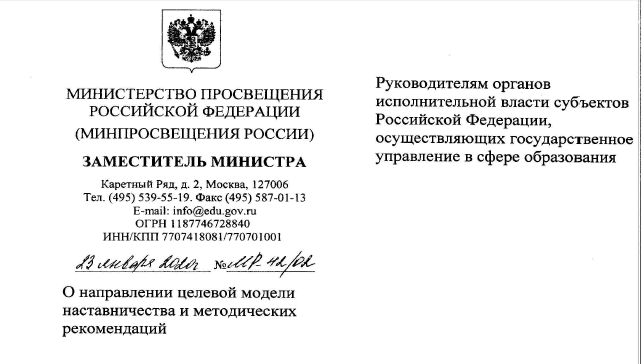 МИНИСТЕРСТВО ПРОСВЕЩЕНИЯ
РОССИЙСКОЙ ФЕДЕРАЦИИ
(МИНПРОСВЕЩЕНИЯ РОССИИ)
ЗАМЕСТИТЕЛЬ МИНИСТРА
Каретный Ряд, д. 2, Москва, 127006
Тел. (495) 539-55-19. Факс (495) 587-01-13
E-mail: info@edu.gov.ru
ОГРН 1187746728840
ИНН/КПП 7707418081/770701001
23 января 2020г №МР-42/02
О направлении целевой модели
наставничества и методических
рекомендаций
Руководителям органов
исполнительной власти субъектов
Российской Федерации,
осуществляющих государственное
управление в сфере образования